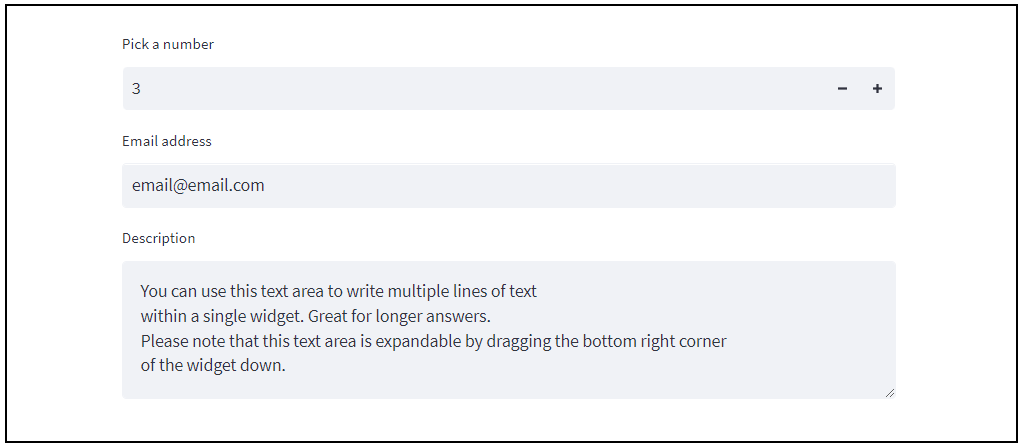 Pick a number
3
Email address
email@email.com
Description
You can use this text area to write multiple lines of text
within a single widget. Great for longer answers.
Please note that this text area is expandable by dragging the bottom right corner
of the widget down.